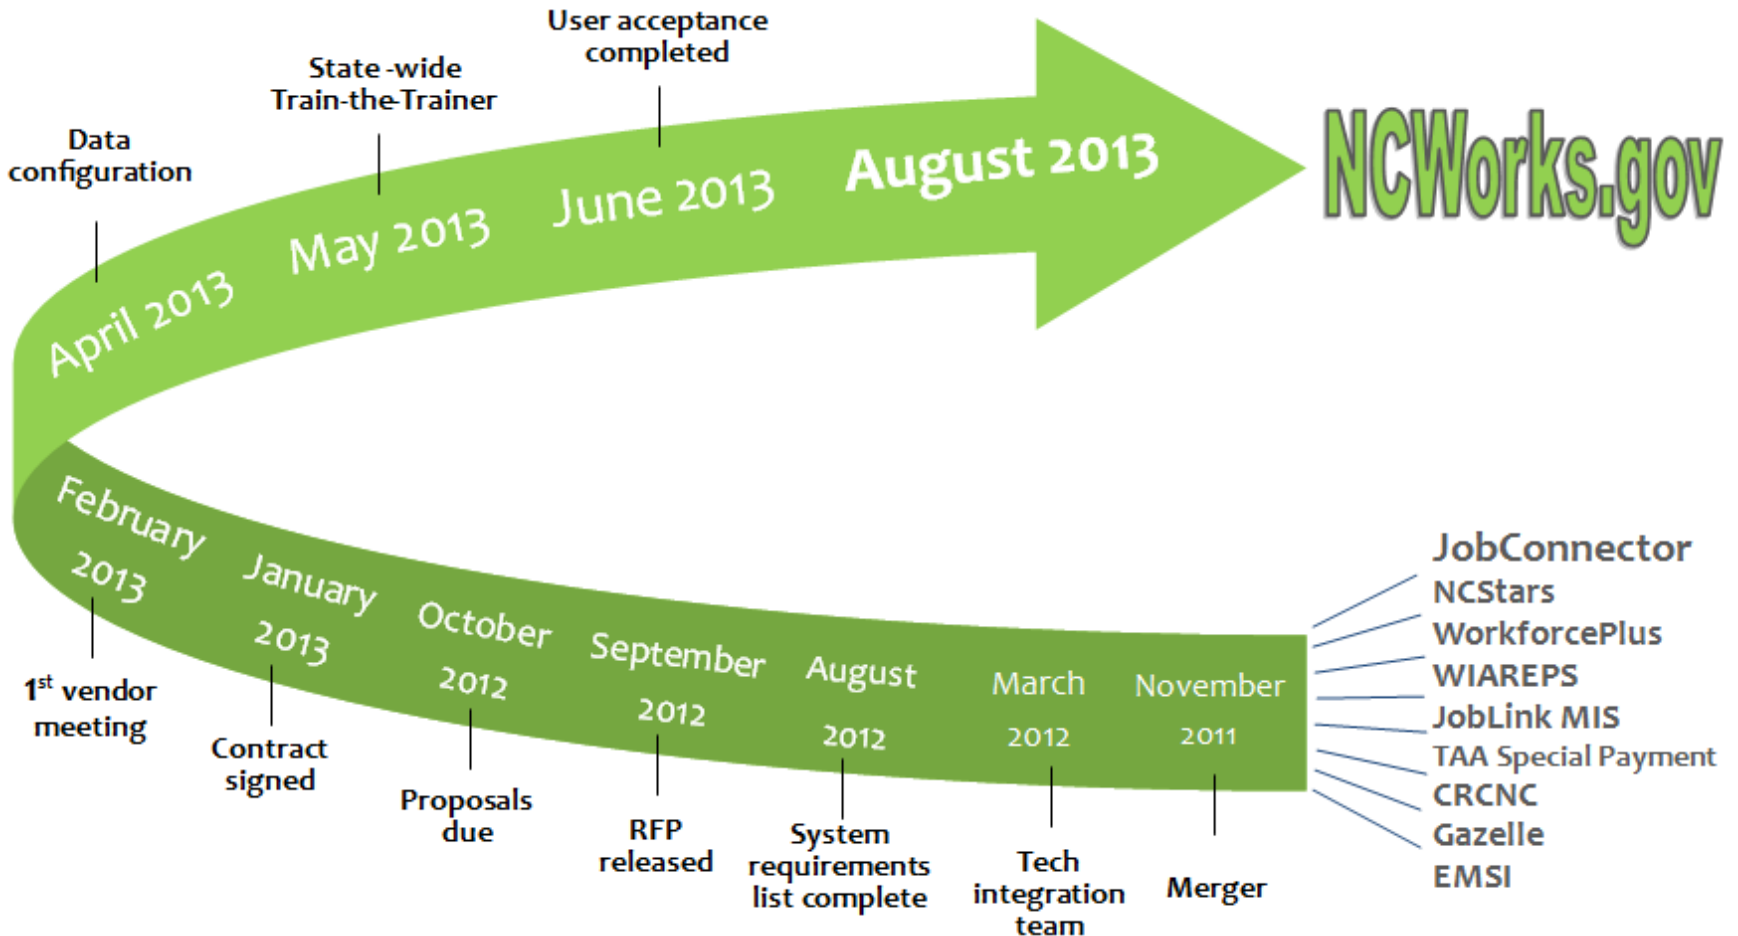 User acceptance
completed
State -wide
Train-the-Trainer
Data
configuration
April 2013
May 2013
June 2013
August 2013
NCWorks.gov
February
2013
January
2013
October
2012
September
2012
August
2012
March
2012
November
2011
1st vendor
meeting
Contract
signed
Proposals
due
RFP
released
System
requirements
list complete
Tech
integration
team
Merger
JobConnector
NCStars
WorkforcePlus
WIAREPS
JobLink MIS
TAA Special Payment
CRCNC
Gazelle
EMSI